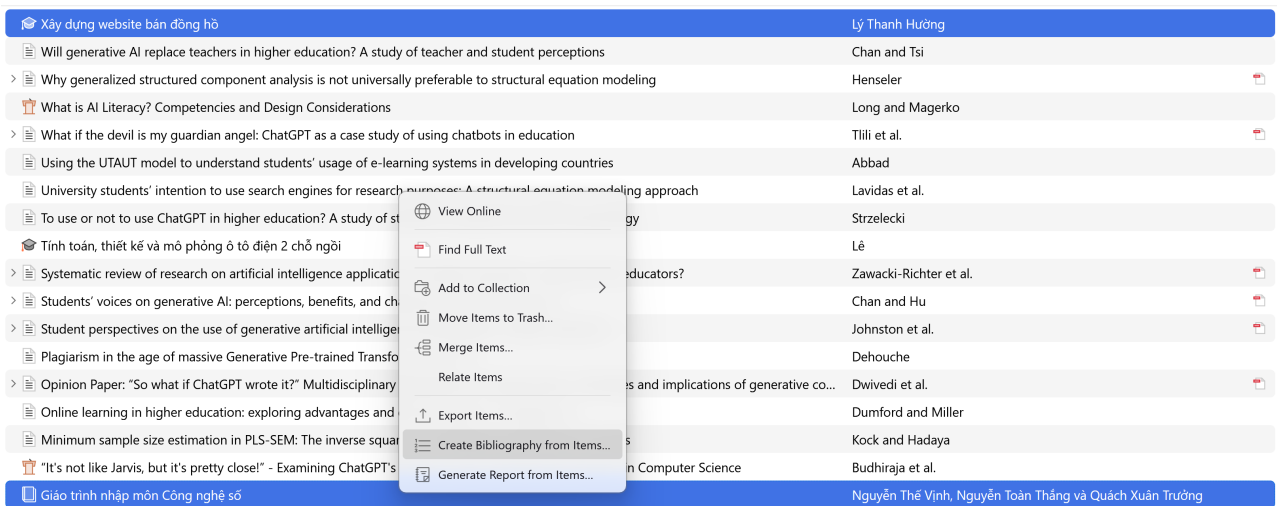 Xây dựng website bán đồng hồ Lý Thanh Hường
Will generative AI replace teachers in higher education? A study of teacher and student perceptions Chan and Tsi
Why generalized structured component analysis is not universally preferable to structural equation modeling Henseler
What is AI Literacy? Competencies and Design Considerations Long and Magerko
What if the devil is my guardian angel: ChatGPT as a case study of using chatbots in education Tlili et al.
Using the UTAUT model to understand students' usage of e-learning systems in developing countries Abbad
University students' intention to use search engines for research purposes: A structural equation modeling approach Lavidas et al.
To use or not to use ChatGPT in higher education? A study of st gy Strzelecki
Tính toán, thiết kế và mô phỏng ô tô điện 2 chỗ ngồi Lê
Systematic review of research on artificial intelligence applicatio educators? Zawacki-Richter et al.
Students' voices on generative AI: perceptions, benefits, and cha Chan and Hu
Student perspectives on the use of generative artificial intelliger Johnston et al.
Plagiarism in the age of massive Generative Pre-trained Transfo Dehouche
Opinion Paper: "So what if ChatGPT wrote it?" Multidisciplinary es and implications of generative co... Dwivedi et al.
Online learning in higher education: exploring advantages and Dumford and Miller
Minimum sample size estimation in PLS-SEM: The inverse squar s Kock and Hadaya
"It's not like Jarvis, but it's pretty close!" - Examining ChatGPT's n Computer Science Budhiraja et al.
Giáo trình nhập môn Công nghệ số Nguyễn Thế Vịnh, Nguyễn Toàn Thắng và Quách Xuân Trưởng
View Online
Find Full Text
Add to Collection
Move Items to Trash...
Merge Items...
Relate Items
Export Items...
Create Bibliography from Items...
Generate Report from Items...